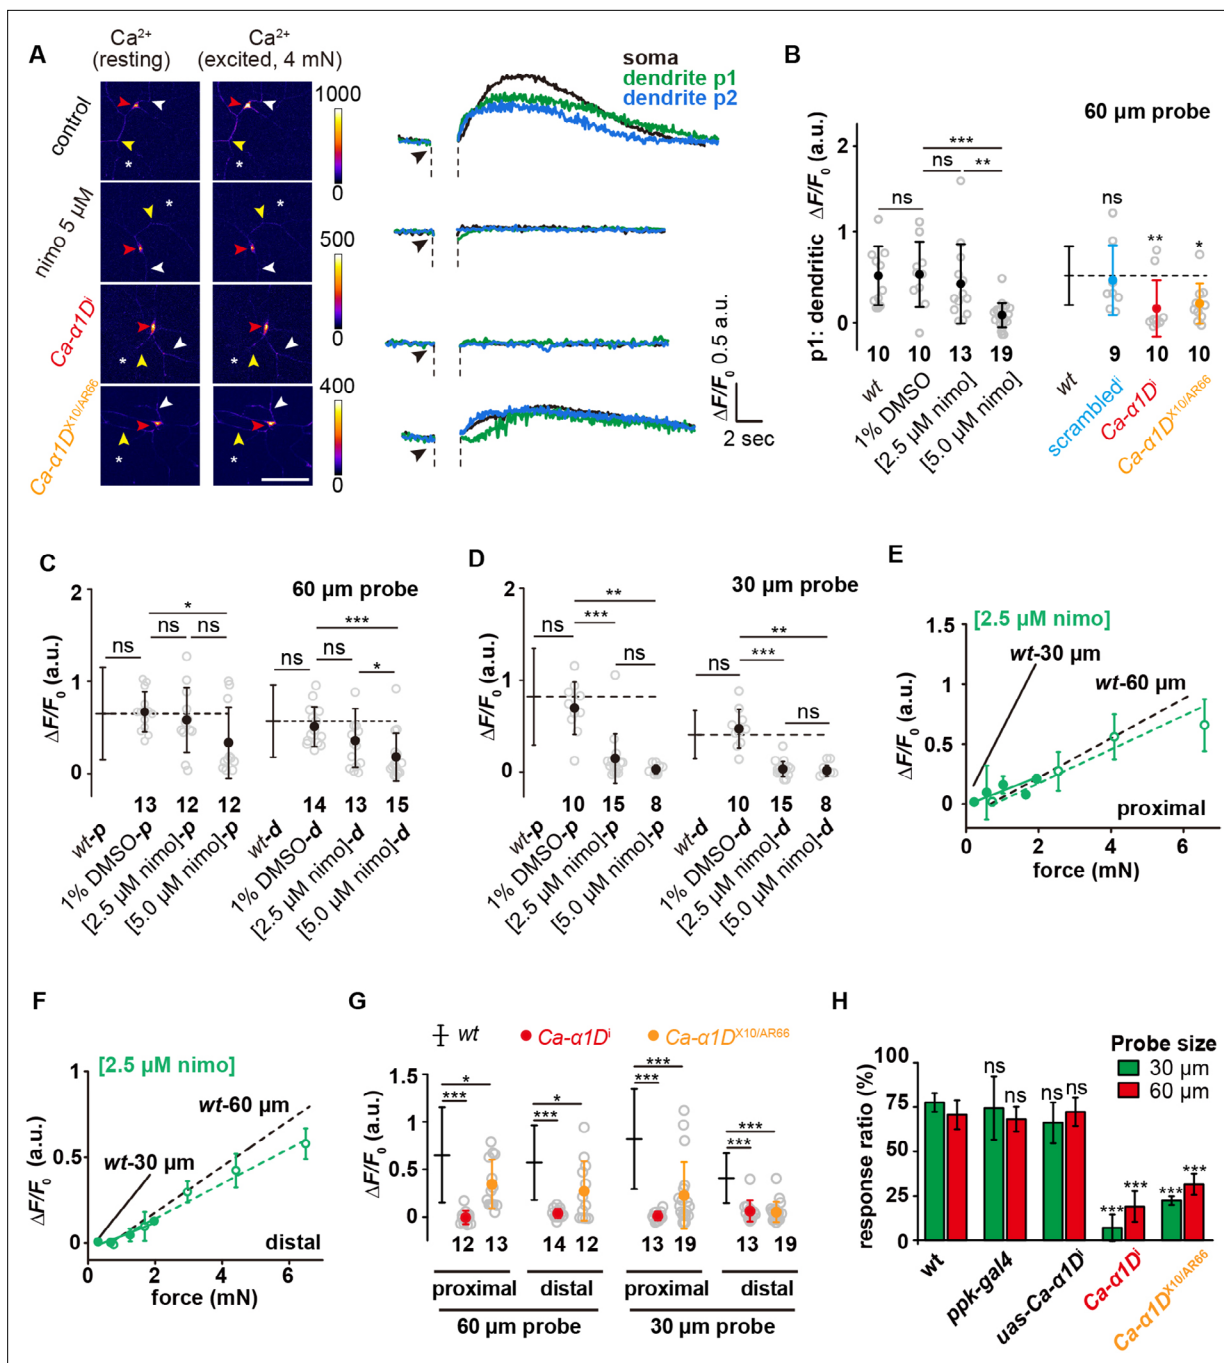 A
Ca²⁺ (resting)
Ca²⁺ (excited, 4 mN)
control
nimo 5 µM
Ca-α1Dⁱ
Ca-α1D^X10/AR66
*
*
*
*
*
*
*
*
1000
0
500
0
1000
0
400
0
soma
dendrite p1
dendrite p2
ΔF/F₀ 0.5 a.u.
2 sec
B
60 µm probe
p1: dendritic ΔF/F₀ (a.u.)
2
1
0
ns
***
ns
**
ns
**
*
10
10
13
19
9
10
10
wt
1% DMSO
[2.5 µM nimo]
[5.0 µM nimo]
wt
scrambledⁱ
Ca-α1Dⁱ
Ca-α1D^X10/AR66
C
60 µm probe
ΔF/F₀ (a.u.)
2
1
0
ns
*
ns
ns
ns
***
ns
*
13
12
12
14
13
15
wt-p
1% DMSO-p
[2.5 µM nimo]-p
[5.0 µM nimo]-p
wt-d
1% DMSO-d
[2.5 µM nimo]-d
[5.0 µM nimo]-d
D
30 µm probe
ΔF/F₀ (a.u.)
2
1
0
ns
**
***
ns
ns
**
***
ns
10
15
8
10
15
8
wt-p
1% DMSO-p
[2.5 µM nimo]-p
[5.0 µM nimo]-p
wt-d
1% DMSO-d
[2.5 µM nimo]-d
[5.0 µM nimo]-d
E
[2.5 µM nimo]
wt-30 µm
wt-60 µm
ΔF/F₀ (a.u.)
1.5
1
0.5
0
0
2
4
6
proximal
force (mN)
F
[2.5 µM nimo]
wt-60 µm
wt-30 µm
ΔF/F₀ (a.u.)
1
0.5
0
0
2
4
6
distal
force (mN)
G
wt
Ca-α1Dⁱ
Ca-α1D^X10/AR66
ΔF/F₀ (a.u.)
1.5
1
0.5
0
*
***
*
***
***
***
***
***
12
13
14
12
13
19
13
19
proximal
distal
proximal
distal
60 µm probe
30 µm probe
H
Probe size
30 µm
60 µm
response ratio (%)
100
75
50
25
0
ns
ns
ns
ns
***
***
***
***
wt
ppk-gal4
uas-Ca-α1Dⁱ
Ca-α1Dⁱ
Ca-α1D^X10/AR66